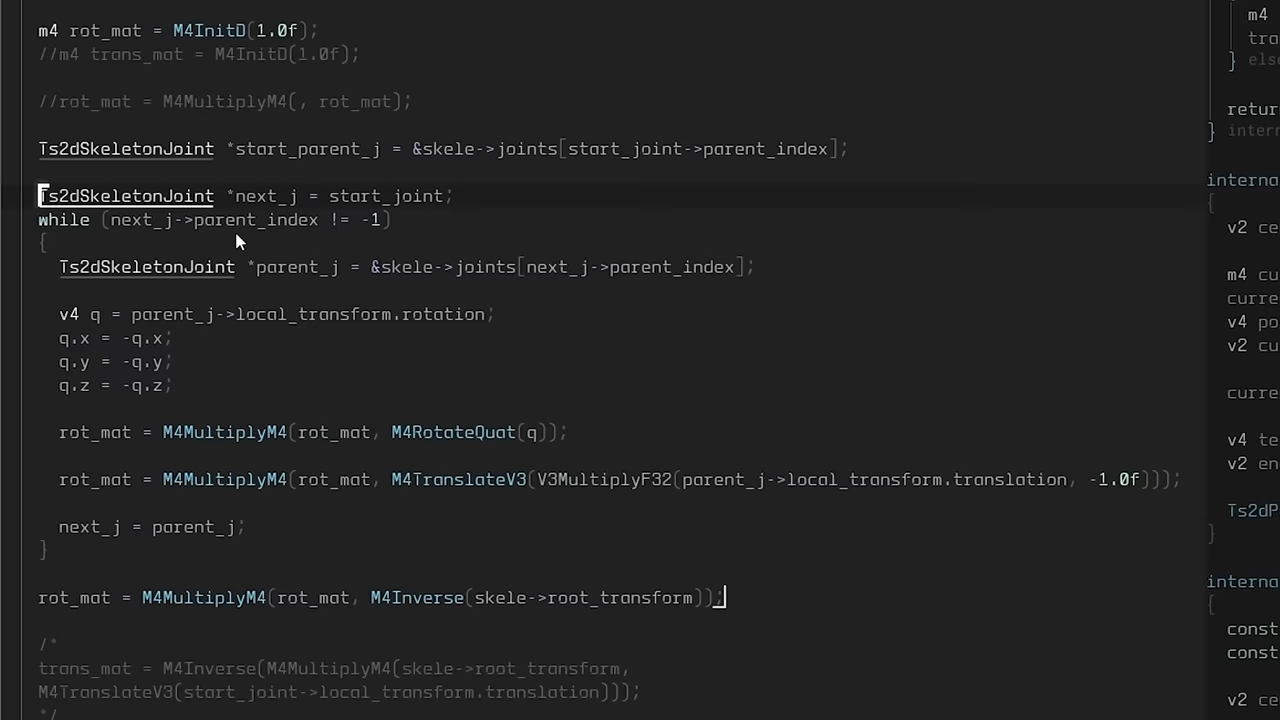 m4 rot_mat = M4InitD(1.0f);
//m4 trans_mat = M4InitD(1.0f);
//rot_mat = M4MultiplyM4(, rot_mat);
Ts2dSkeletonJoint *start_parent_j = &skele->joints[start_joint->parent_index];
Ts2dSkeletonJoint *next_j = start_joint;
while (next_j->parent_index != -1)
{
Ts2dSkeletonJoint *parent_j = &skele->joints[next_j->parent_index];
v4 q = parent_j->local_transform.rotation;
q.x = -q.x;
q.y = -q.y;
q.z = -q.z;
rot_mat = M4MultiplyM4(rot_mat, M4RotateQuat(q));
rot_mat = M4MultiplyM4(rot_mat, M4TranslateV3(V3MultiplyF32(parent_j->local_transform.translation, -1.0f)));
next_j = parent_j;
}
rot_mat = M4MultiplyM4(rot_mat, M4Inverse(skele->root_transform));
/*
trans_mat = M4Inverse(M4MultiplyM4(skele->root_transform,
M4TranslateV3(start_joint->local_transform.translation)));
*/
m4
tra
} else
retur
} intern
interna
{
v2 ce
m4 cu
curre
v4 po
v2 cu
curre
v4 te
v2 en
Ts2dP
}
interna
{
const
const
v2 ce